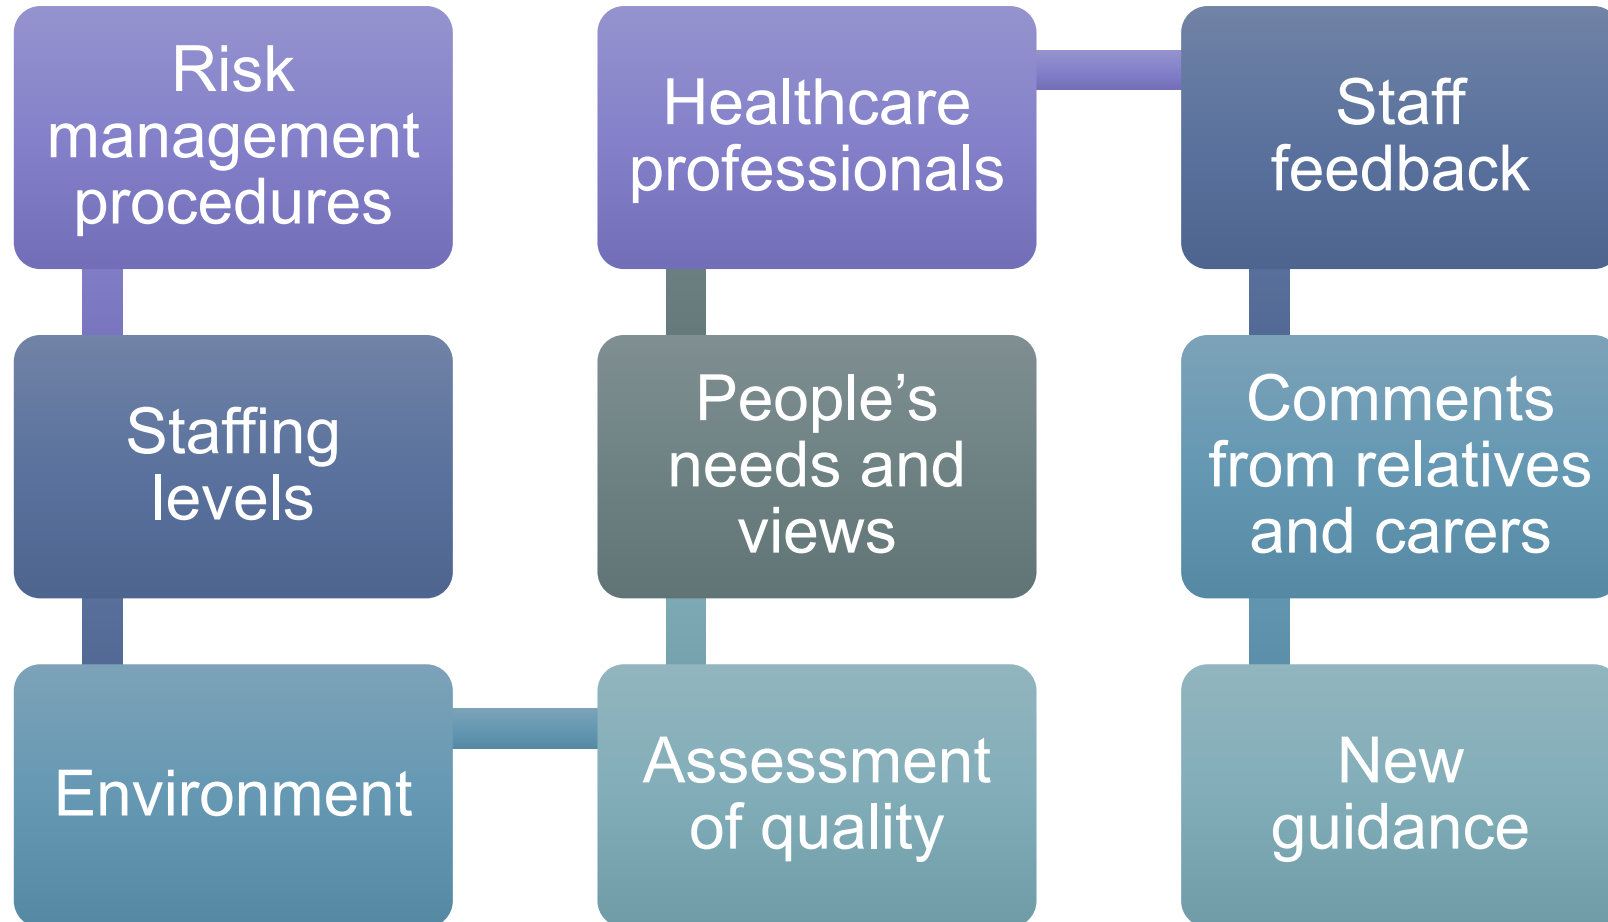 Risk
management
procedures
Staffing
levels
Environment
Assessment
of quality
People’s
needs and
views
Healthcare
professionals
Staff
feedback
Comments
from relatives
and carers
New
guidance